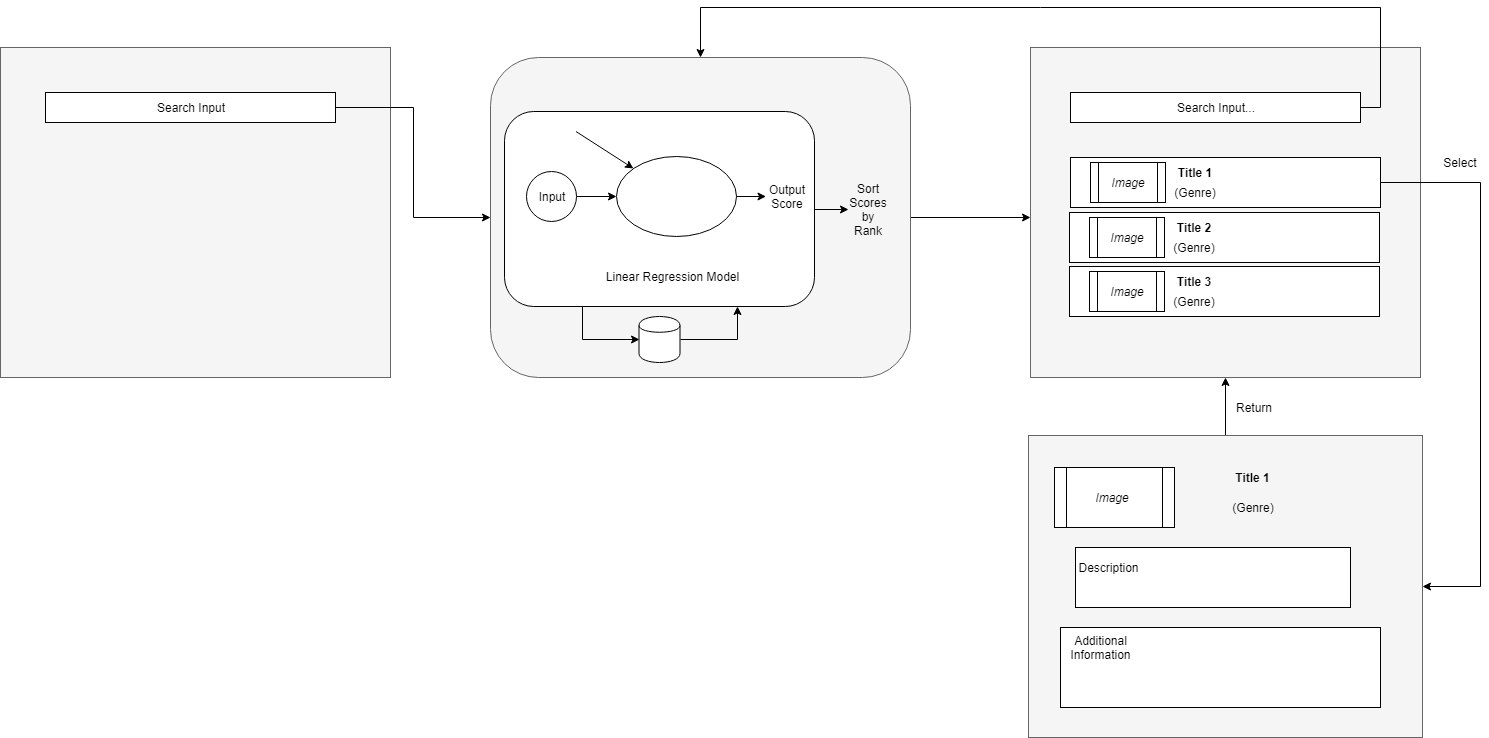 Search Input
Input
Output
Score
Linear Regression Model
Sort
Scores
by
Rank
Search Input...
Image
Title 1
(Genre)
Image
Title 2
(Genre)
Image
Title 3
(Genre)
Select
Return
Image
Title 1
(Genre)
Description
Additional
Information